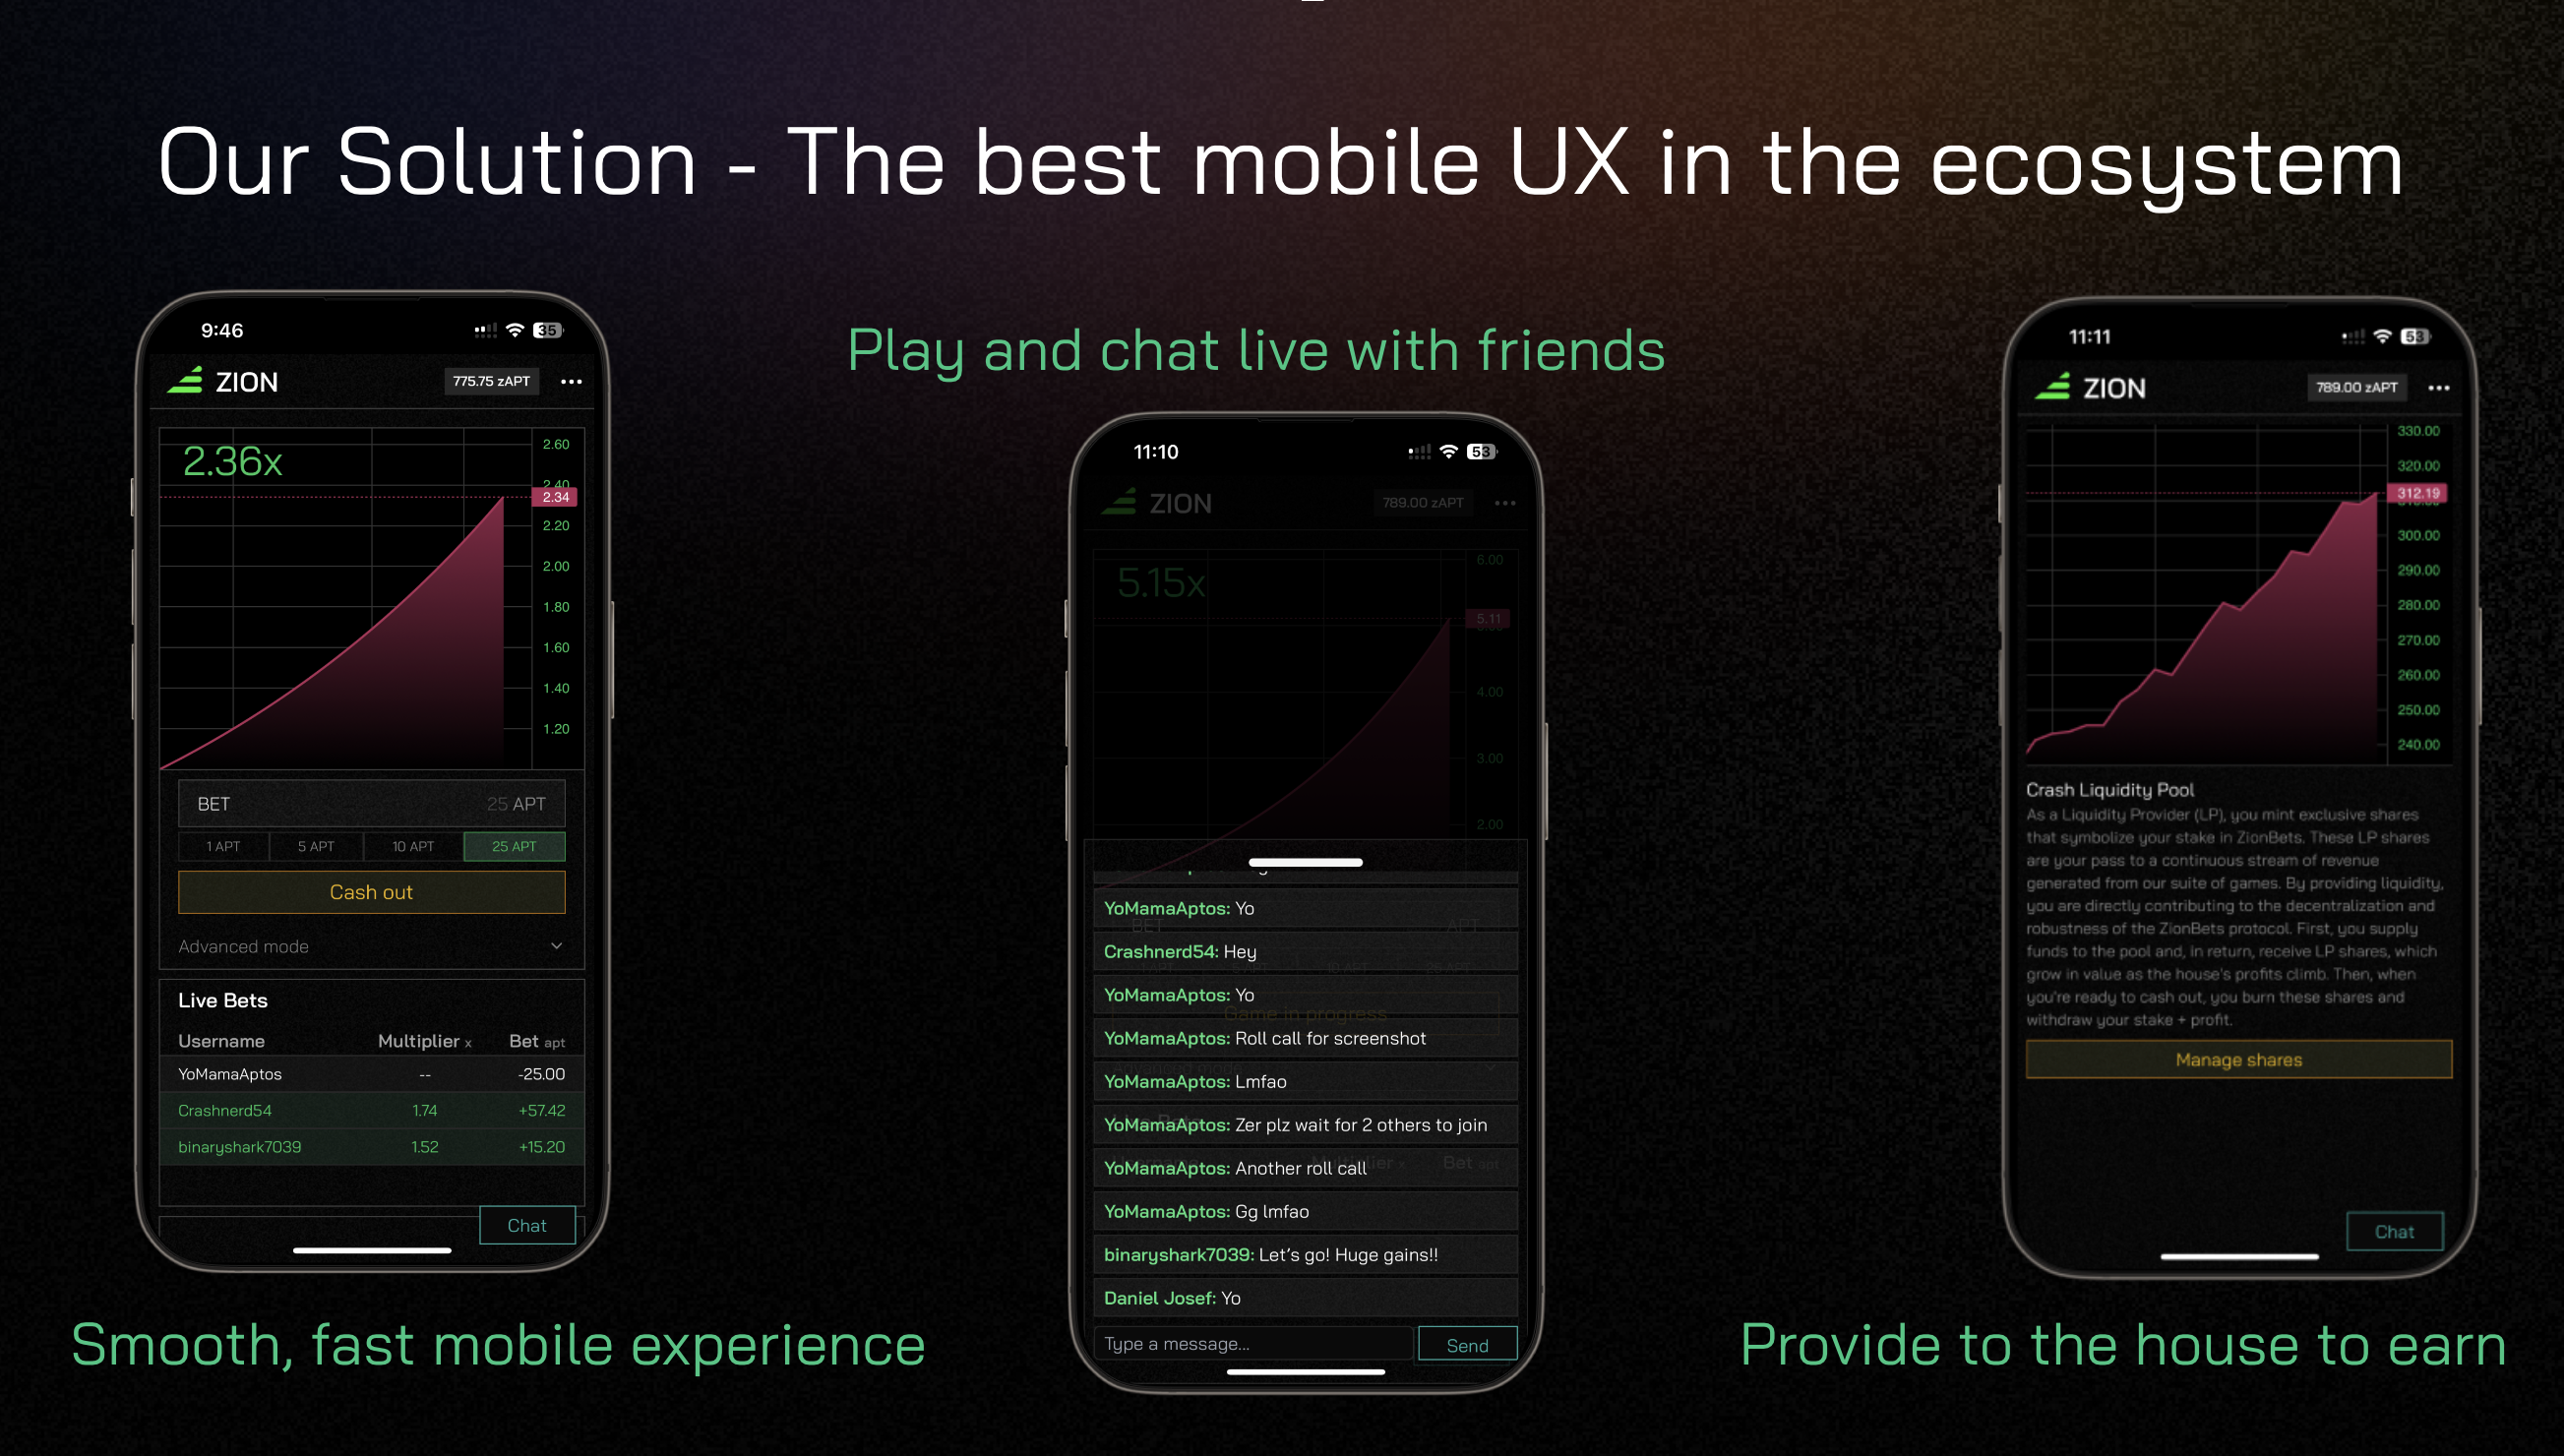 Our Solution - The best mobile UX in the ecosystem
9:46
35
ZION
775.75 zAPT
2.36x
2.60
2.40
2.34
2.20
2.00
1.80
1.60
1.40
1.20
BET
25 APT
1 APT
5 APT
10 APT
25 APT
Cash out
Advanced mode
Live Bets
Username Multiplier x Bet apt
YoMamaAptos -- -25.00
Crashnerd54 1.74 +57.42
binaryshark7039 1.52 +15.20
Chat
Smooth, fast mobile experience
Play and chat live with friends
11:10
53
ZION
789.00 zAPT
5.15x
6.00
5.11
4.00
3.00
2.00
YoMamaAptos: Yo
BET
APT
Crashnerd54: Hey
YoMamaAptos: Yo
Game in progress
YoMamaAptos: Roll call for screenshot
YoMamaAptos: Lmfao
YoMamaAptos: Zer plz wait for 2 others to join
YoMamaAptos: Another roll call
Username Multiplier x Bet apt
YoMamaAptos: Gg lmfao
binaryshark7039: Let's go! Huge gains!!
Daniel Josef: Yo
Type a message...
Send
11:11
53
ZION
789.00 zAPT
330.00
320.00
312.19
300.00
290.00
280.00
270.00
260.00
250.00
240.00
Crash Liquidity Pool
As a Liquidity Provider (LP), you mint exclusive shares
that symbolize your stake in ZionBets. These LP shares
are your pass to a continuous stream of revenue
generated from our suite of games. By providing liquidity,
you are directly contributing to the decentralization and
robustness of the ZionBets protocol. First, you supply
funds to the pool and, in return, receive LP shares, which
grow in value as the house's profits climb. Then, when
you're ready to cash out, you burn these shares and
withdraw your stake + profit.
Manage shares
Chat
Provide to the house to earn